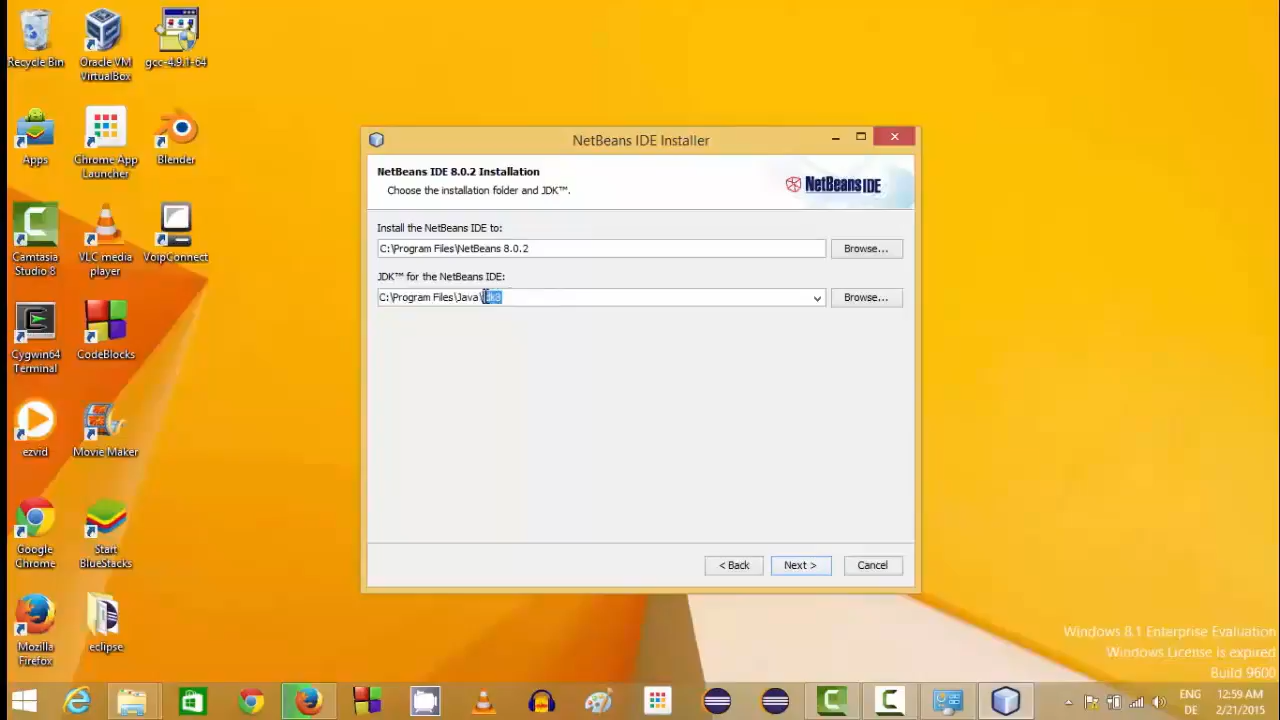 Recycle Bin
Oracle VM
VirtualBox
gcc-4.9.1-64
Apps
Chrome App
Launcher
Blender
Camtasia
Studio 8
VLC media
player
VoipConnect
Cygwin64
Terminal
CodeBlocks
ezvid
Movie Maker
Google
Chrome
Start
BlueStacks
Mozilla
Firefox
eclipse
NetBeans IDE Installer
NetBeans IDE 8.0.2 Installation
Choose the installation folder and JDK™.
NetBeans IDE
Install the NetBeans IDE to:
C:\Program Files\NetBeans 8.0.2
Browse...
JDK™ for the NetBeans IDE:
C:\Program Files\Java\jdk8
Browse...
< Back
Next >
Cancel
Windows 8.1 Enterprise Evaluation
Windows License is expired
Build 9600
ENG
DE
12:59 AM
2/21/2015